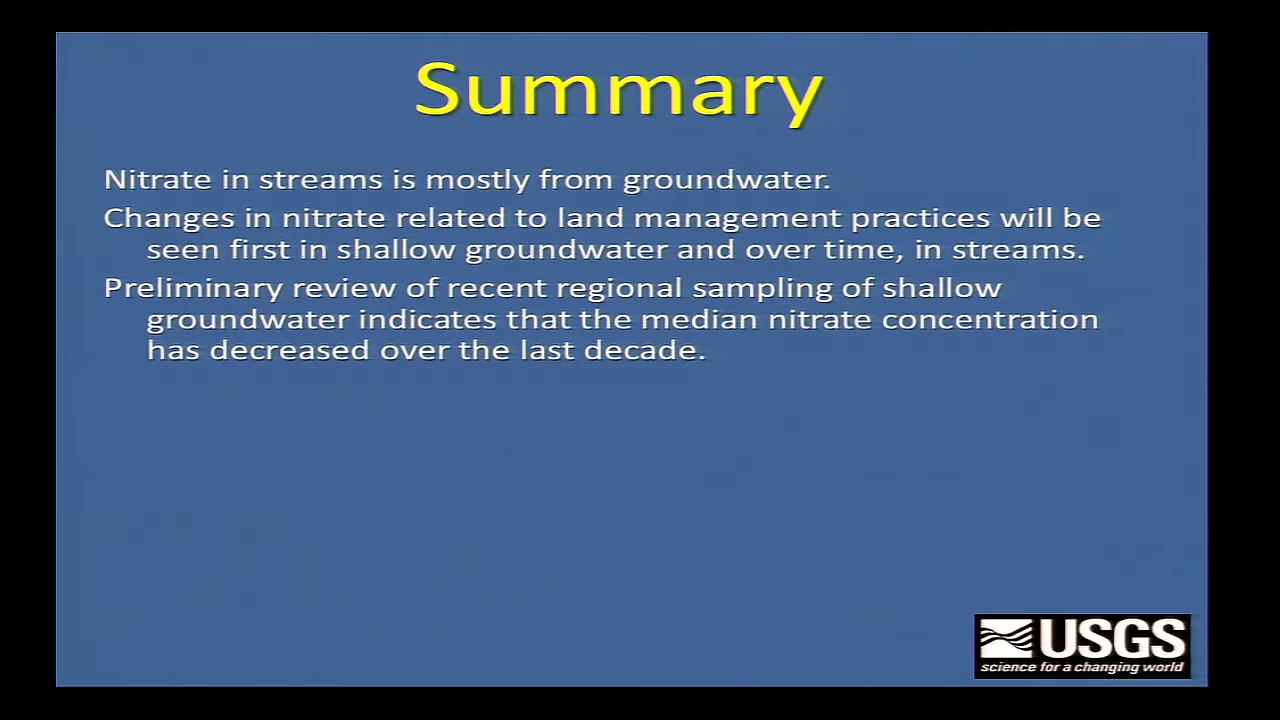 Summary
Nitrate in streams is mostly from groundwater.
Changes in nitrate related to land management practices will be
seen first in shallow groundwater and over time, in streams.
Preliminary review of recent regional sampling of shallow
groundwater indicates that the median nitrate concentration
has decreased over the last decade.
USGS
science for a changing world